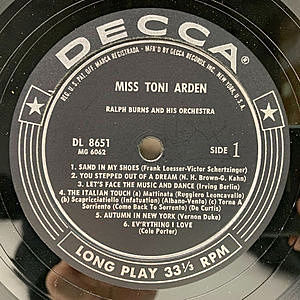 DECCA
REG. U.S. PAT. OFF. MARCA REGISTRADA - MF'D BY DECCA RECORDS INC., NEW YORK, U.S.A.
MISS TONI ARDEN
RALPH BURNS AND HIS ORCHESTRA
DL 8651
MG 6062
SIDE 1
1. SAND IN MY SHOES (Frank Loesser-Victor Schertzinger)
2. YOU STEPPED OUT OF A DREAM (N. H. Brown-G. Kahn)
3. LET'S FACE THE MUSIC AND DANCE (Irving Berlin)
4. THE ITALIAN TOUCH (a) Mattinata (Ruggiero Leoncavallo)
(b) Scapricciatiello (Infatuation) (Albano-Vento) (c) Torna A
Sorriento (Come Back To Sorrento) (De Curtis)
5. AUTUMN IN NEW YORK (Vernon Duke)
6. EV'RYTHING I LOVE
(Cole Porter)
LONG PLAY 33⅓ RPM